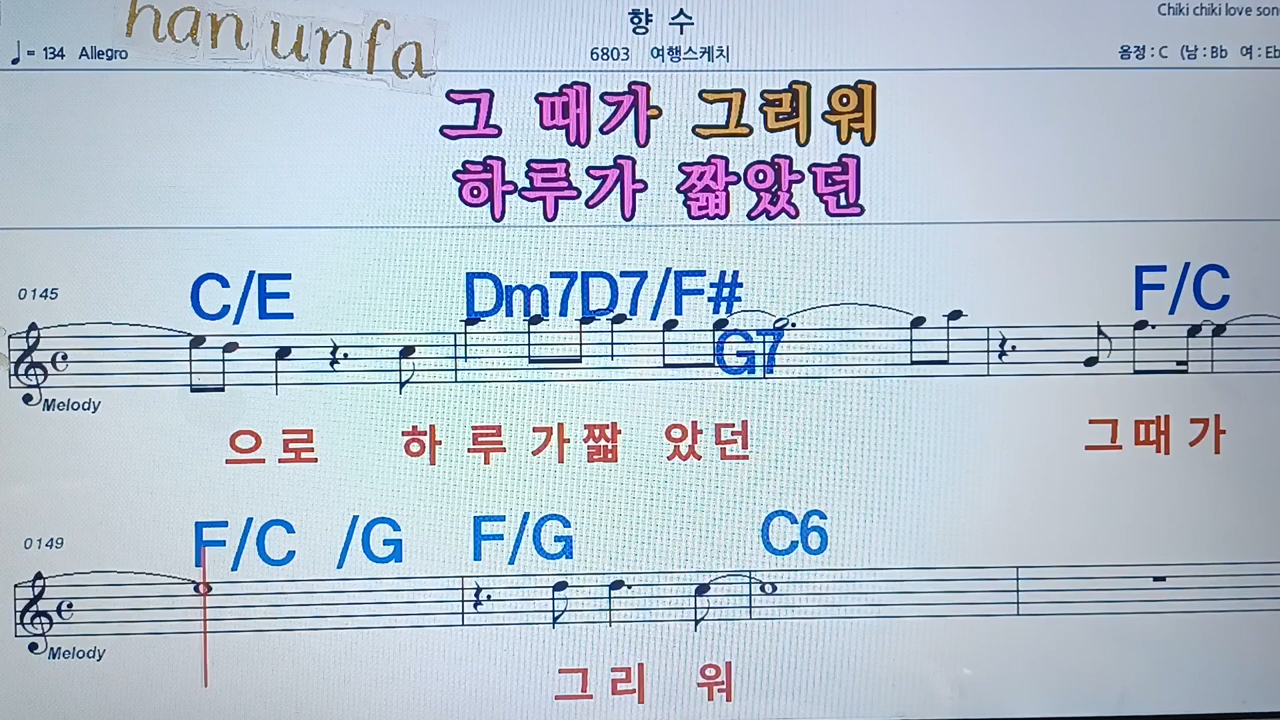 han unfa
향 수
Chiki chiki love son
♩= 134 Allegro
6803 여행스케치
음정 : C (남 : Bb 여 : Eb
그 때가 그리워
하루가 짧았던
0145
C/E Dm7 D7/F# G7 F/C
Melody
으로 하루가짧 았던 그때가
0149
F/C /G F/G C6
Melody
그리 워